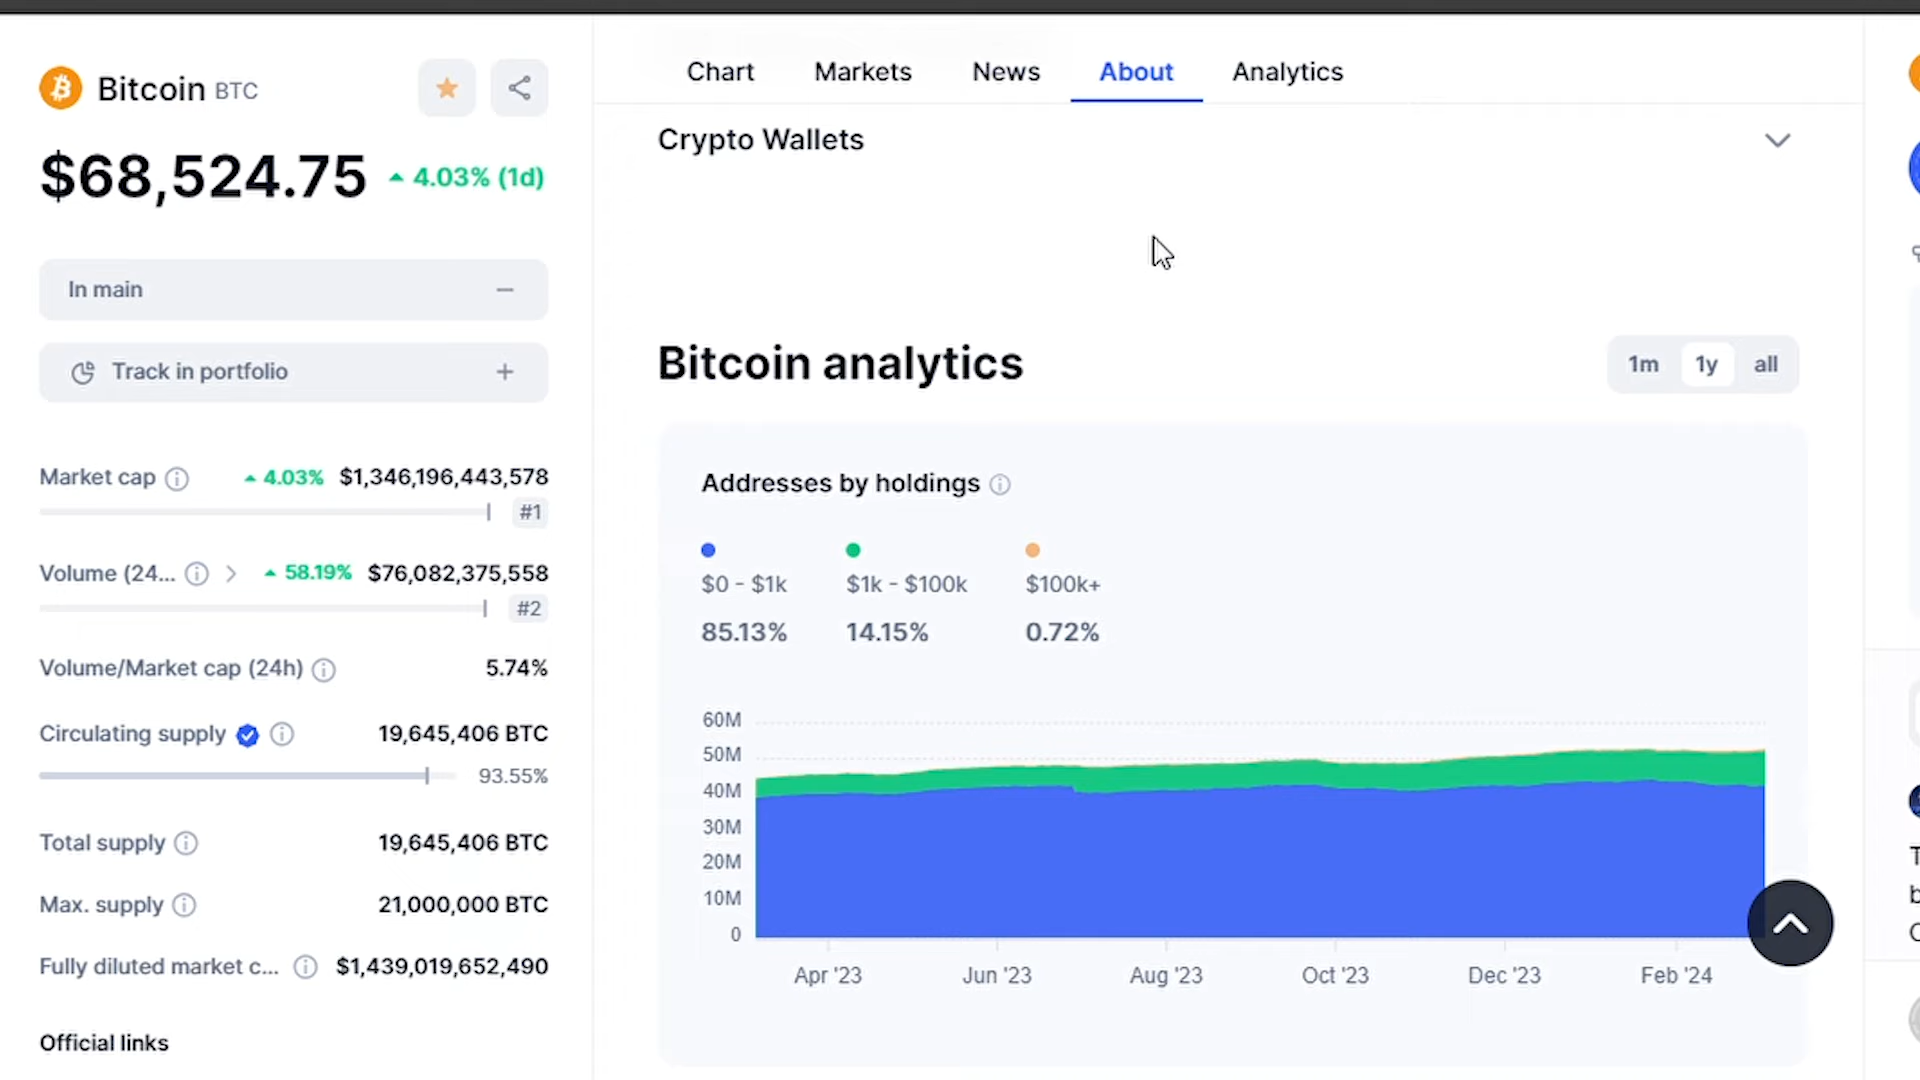 Bitcoin BTC
$68,524.75 4.03% (1d)
In main
Track in portfolio
Market cap 4.03% $1,346,196,443,578
#1
Volume (24... 58.19% $76,082,375,558
#2
Volume/Market cap (24h) 5.74%
Circulating supply 19,645,406 BTC
93.55%
Total supply 19,645,406 BTC
Max. supply 21,000,000 BTC
Fully diluted market c... $1,439,019,652,490
Official links
Chart Markets News About Analytics
Crypto Wallets
Bitcoin analytics
1m 1y all
Addresses by holdings
$0 - $1k $1k - $100k $100k+
85.13% 14.15% 0.72%
60M
50M
40M
30M
20M
10M
0
Apr '23 Jun '23 Aug '23 Oct '23 Dec '23 Feb '24